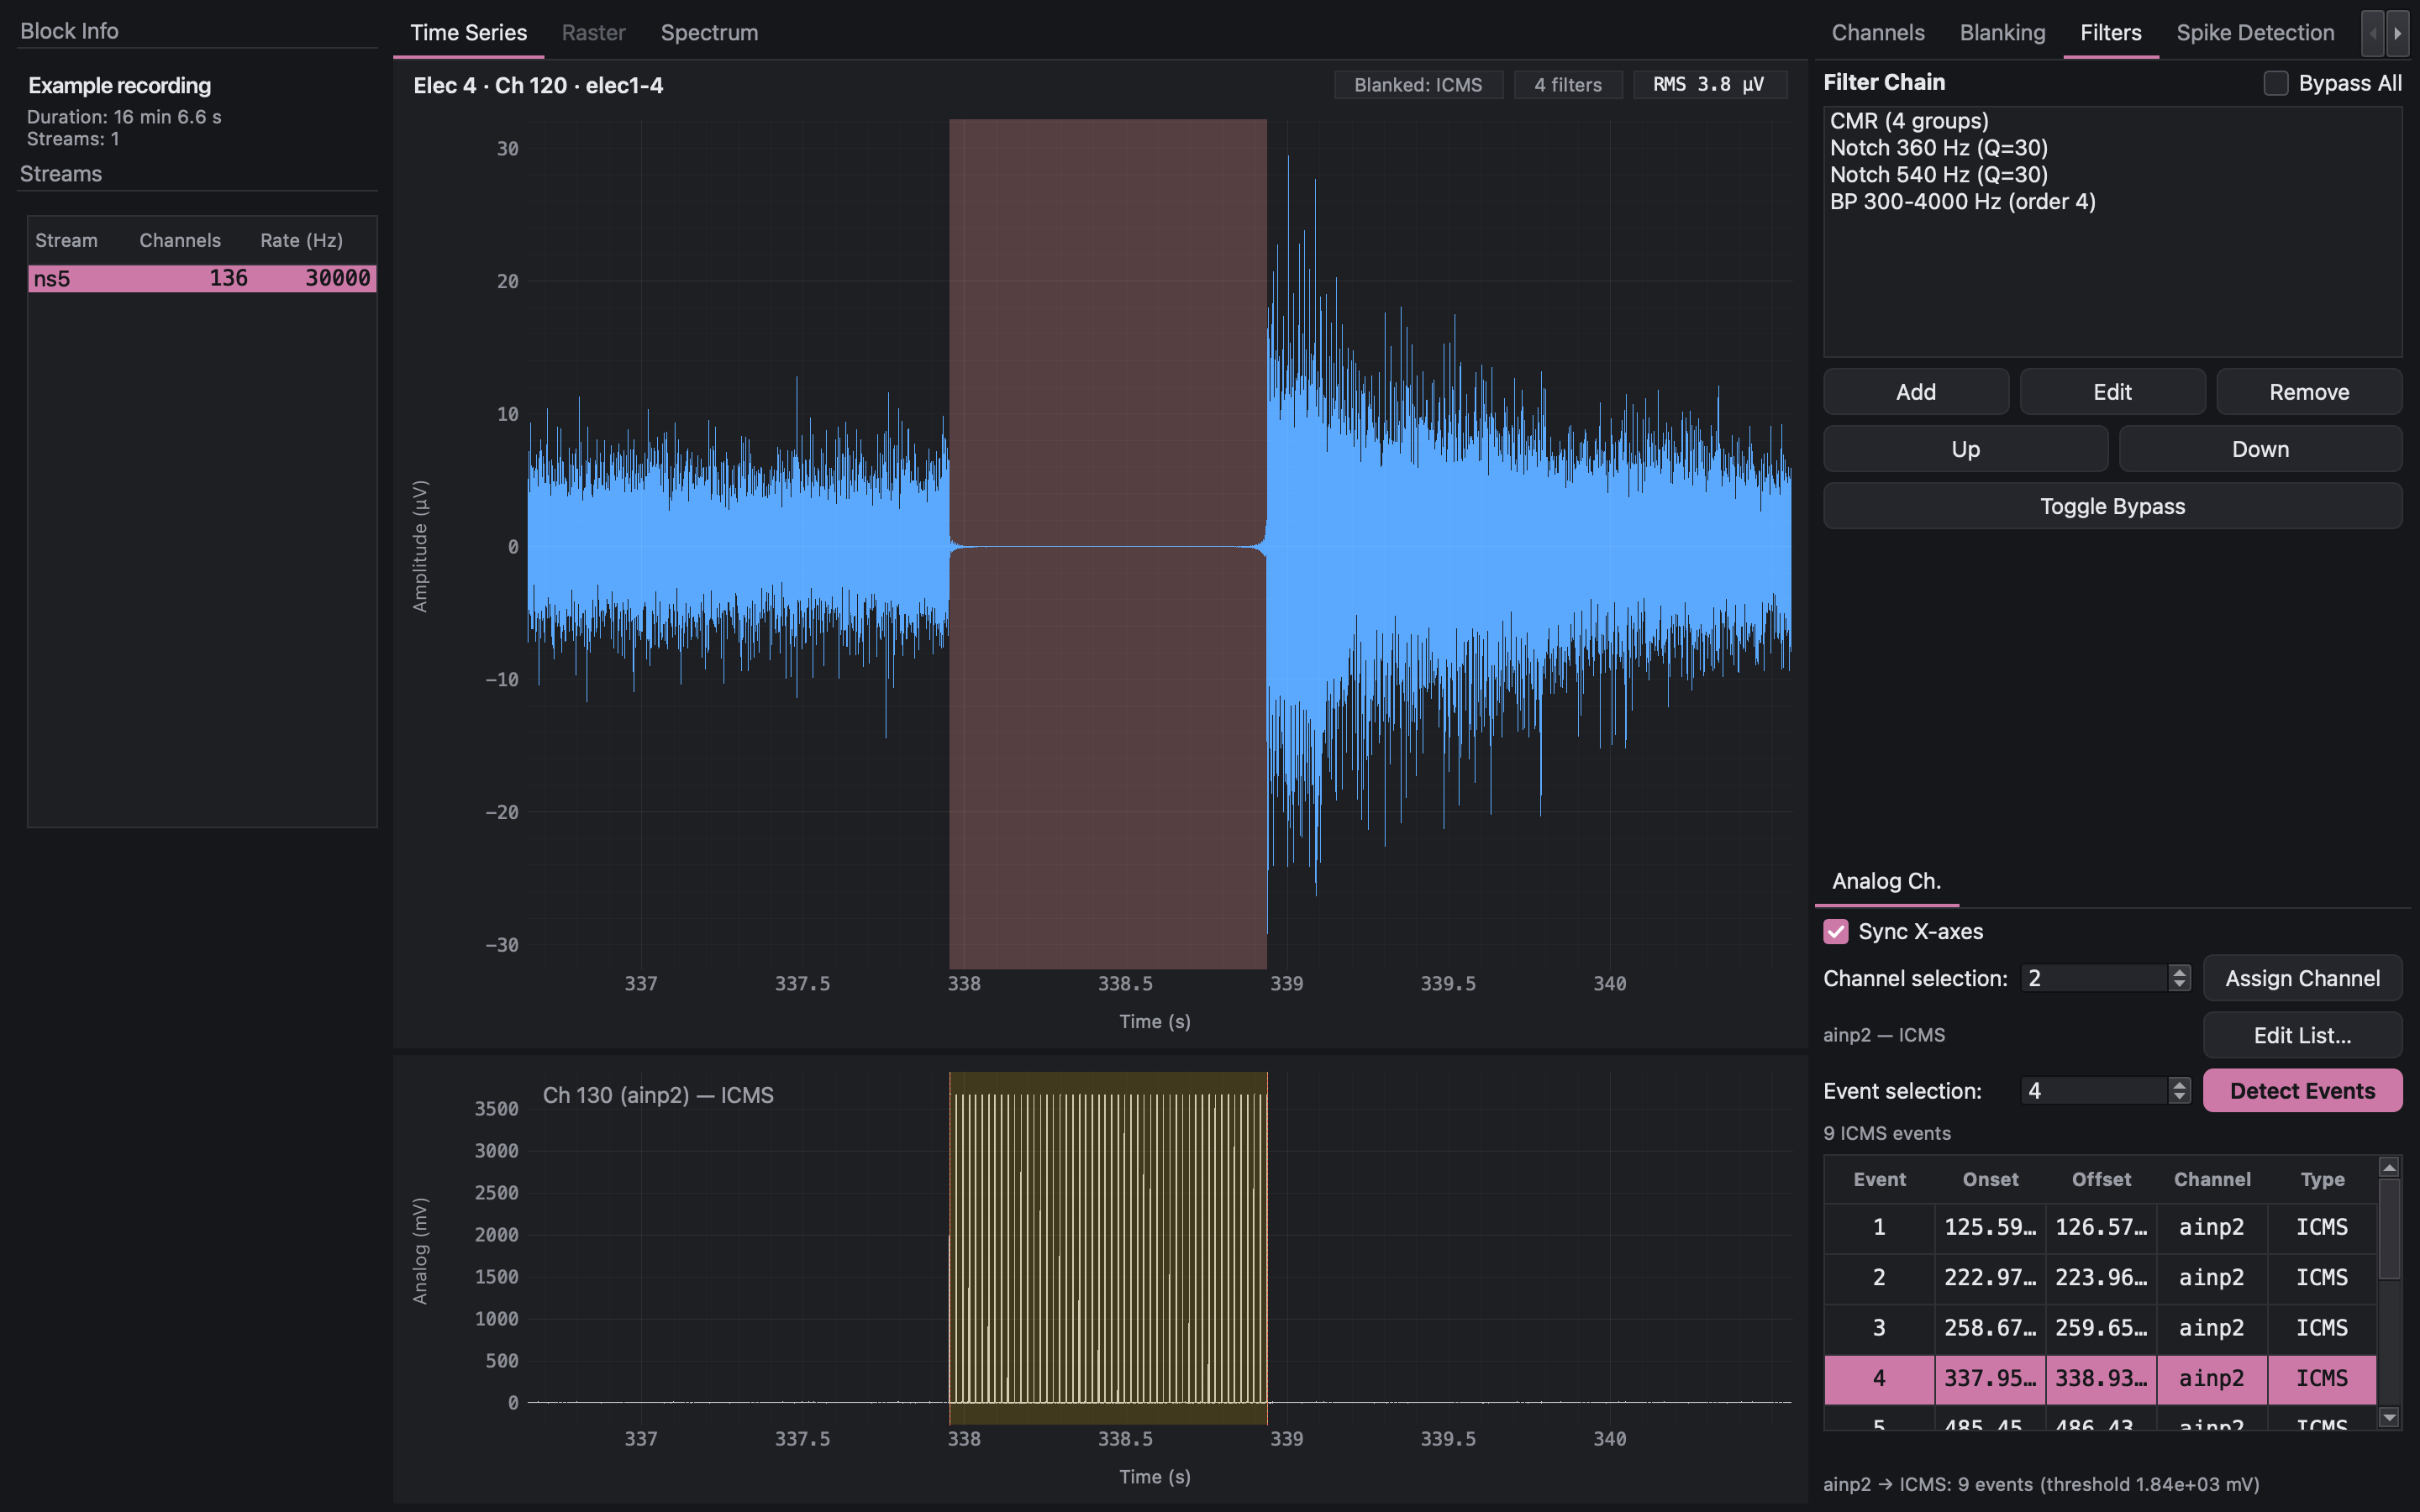 Block Info
Example recording
Duration: 16 min 6.6 s
Streams: 1
Streams
Stream Channels Rate (Hz)
ns5 136 30000
Time Series Raster Spectrum
Elec 4 · Ch 120 · elec1-4
Blanked: ICMS 4 filters RMS 3.8 µV
30
20
10
0
−10
−20
−30
Amplitude (µV)
337 337.5 338 338.5 339 339.5 340
Time (s)
Ch 130 (ainp2) — ICMS
3500
3000
2500
2000
1500
1000
500
0
Analog (mV)
337 337.5 338 338.5 339 339.5 340
Time (s)
Channels Blanking Filters Spike Detection
Filter Chain Bypass All
CMR (4 groups)
Notch 360 Hz (Q=30)
Notch 540 Hz (Q=30)
BP 300-4000 Hz (order 4)
Add Edit Remove
Up Down
Toggle Bypass
Analog Ch.
Sync X-axes
Channel selection: 2 Assign Channel
ainp2 — ICMS Edit List...
Event selection: 4 Detect Events
9 ICMS events
Event Onset Offset Channel Type
1 125.59… 126.57… ainp2 ICMS
2 222.97… 223.96… ainp2 ICMS
3 258.67… 259.65… ainp2 ICMS
4 337.95… 338.93… ainp2 ICMS
5 485.45… 486.43… ainp2 ICMS
ainp2 → ICMS: 9 events (threshold 1.84e+03 mV)